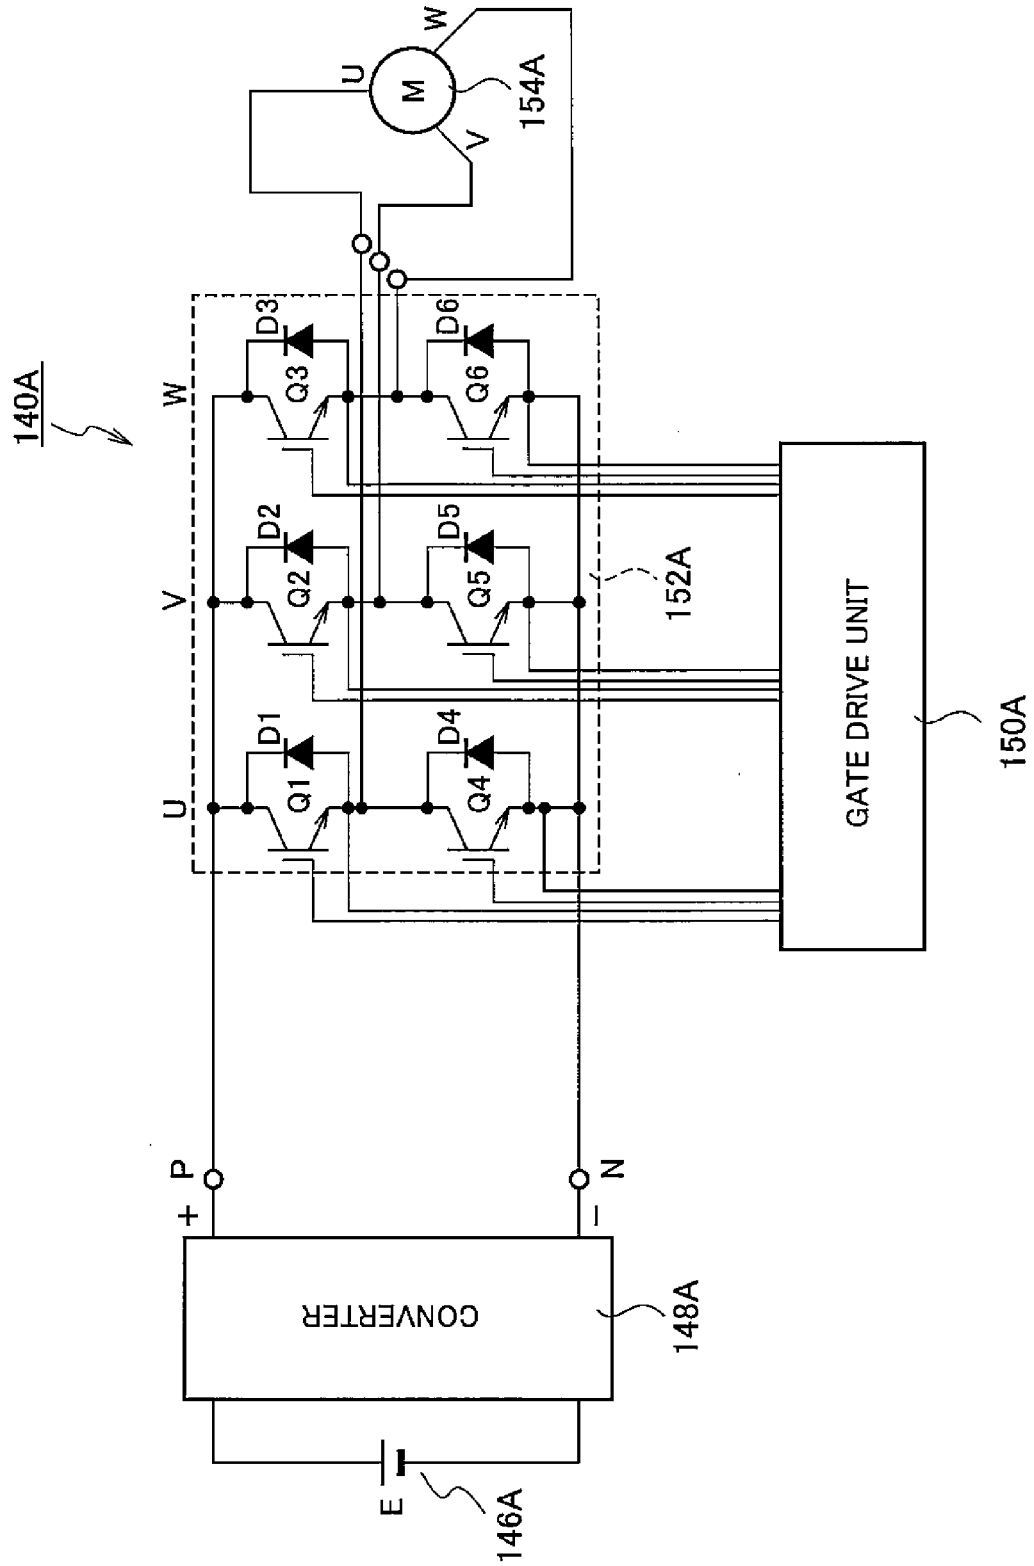 140A
U
V
W
D1
D2
D3
Q1
Q2
Q3
D4
D5
D6
Q4
Q5
Q6
152A
U
V
W
M
154A
+
P
−
N
E
146A
CONVERTER
148A
GATE DRIVE UNIT
150A